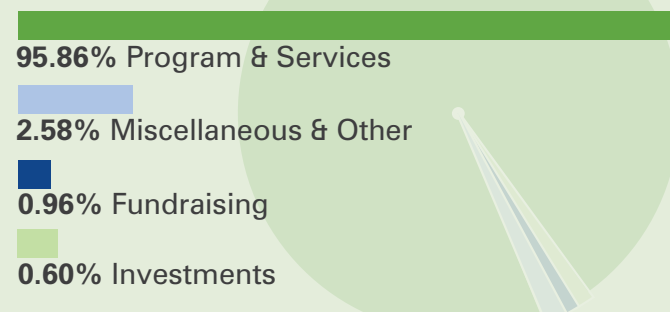 95.86% Program & Services
2.58% Miscellaneous & Other
0.96% Fundraising
0.60% Investments